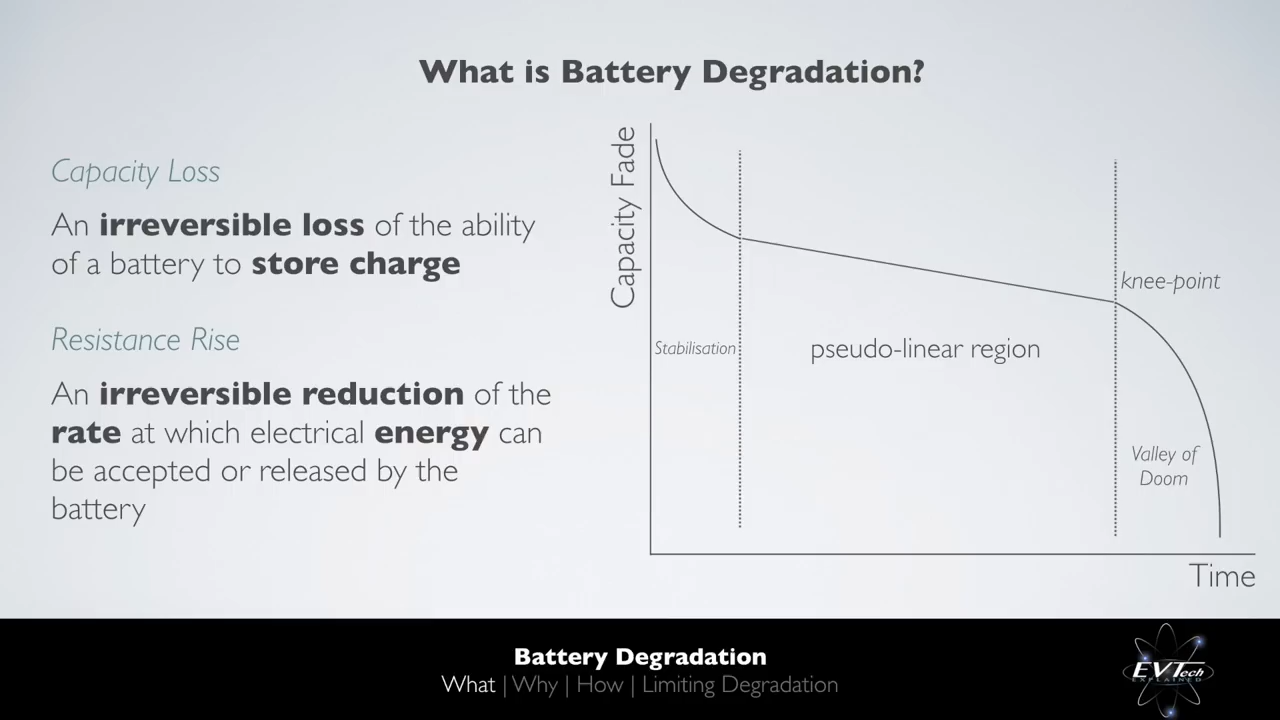 What is Battery Degradation?
Capacity Loss
An irreversible loss of the ability
of a battery to store charge
Resistance Rise
An irreversible reduction of the
rate at which electrical energy can
be accepted or released by the
battery
Capacity Fade
Stabilisation
pseudo-linear region
knee-point
Valley of
Doom
Time
Battery Degradation
What | Why | How | Limiting Degradation
EVTech
EXPLAINED